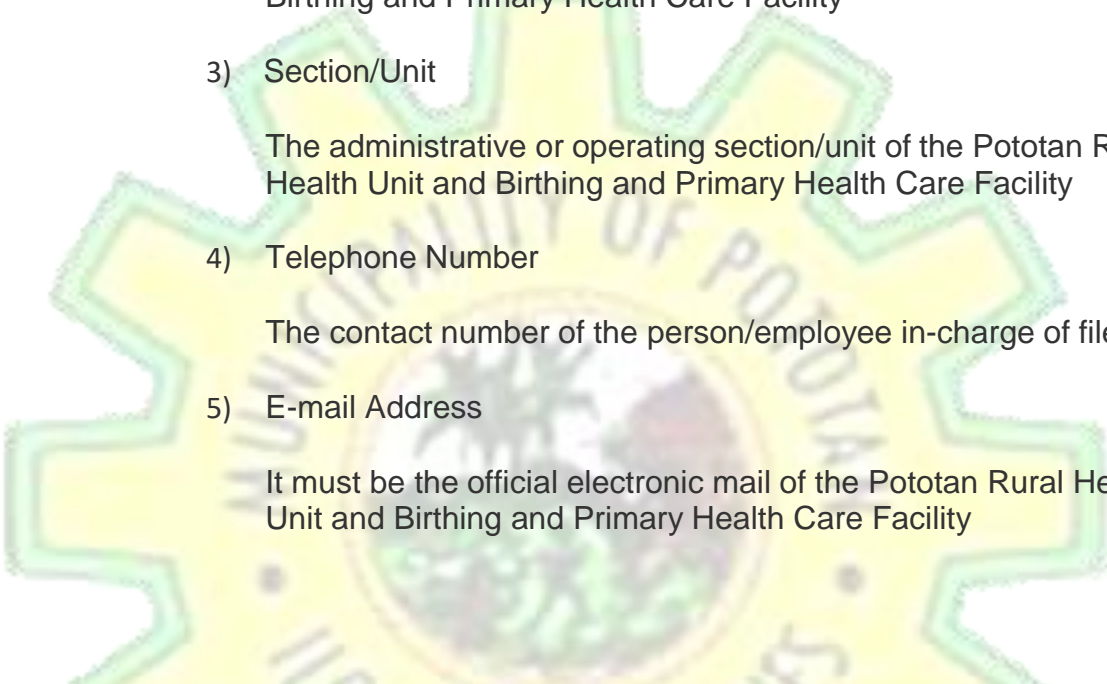 Birthing and Primary Health Care Facility
3) Section/Unit
The administrative or operating section/unit of the Pototan R
Health Unit and Birthing and Primary Health Care Facility
4) Telephone Number
The contact number of the person/employee in-charge of file
5) E-mail Address
It must be the official electronic mail of the Pototan Rural He
Unit and Birthing and Primary Health Care Facility
MUNICIPALITY OF POTOTAN